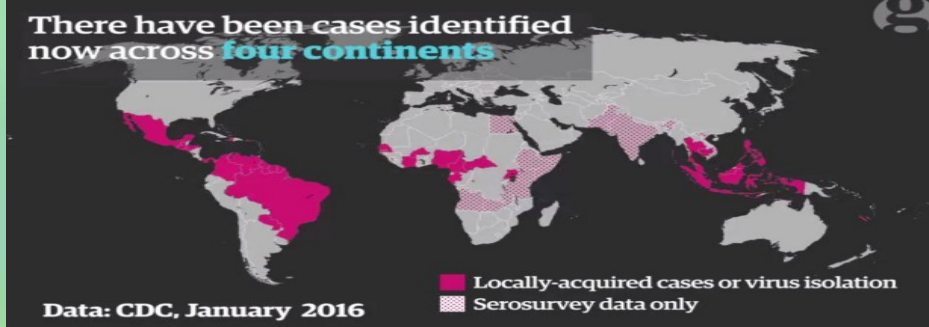 There have been cases identified
now across four continents
g
Locally-acquired cases or virus isolation
Serosurvey data only
Data: CDC, January 2016